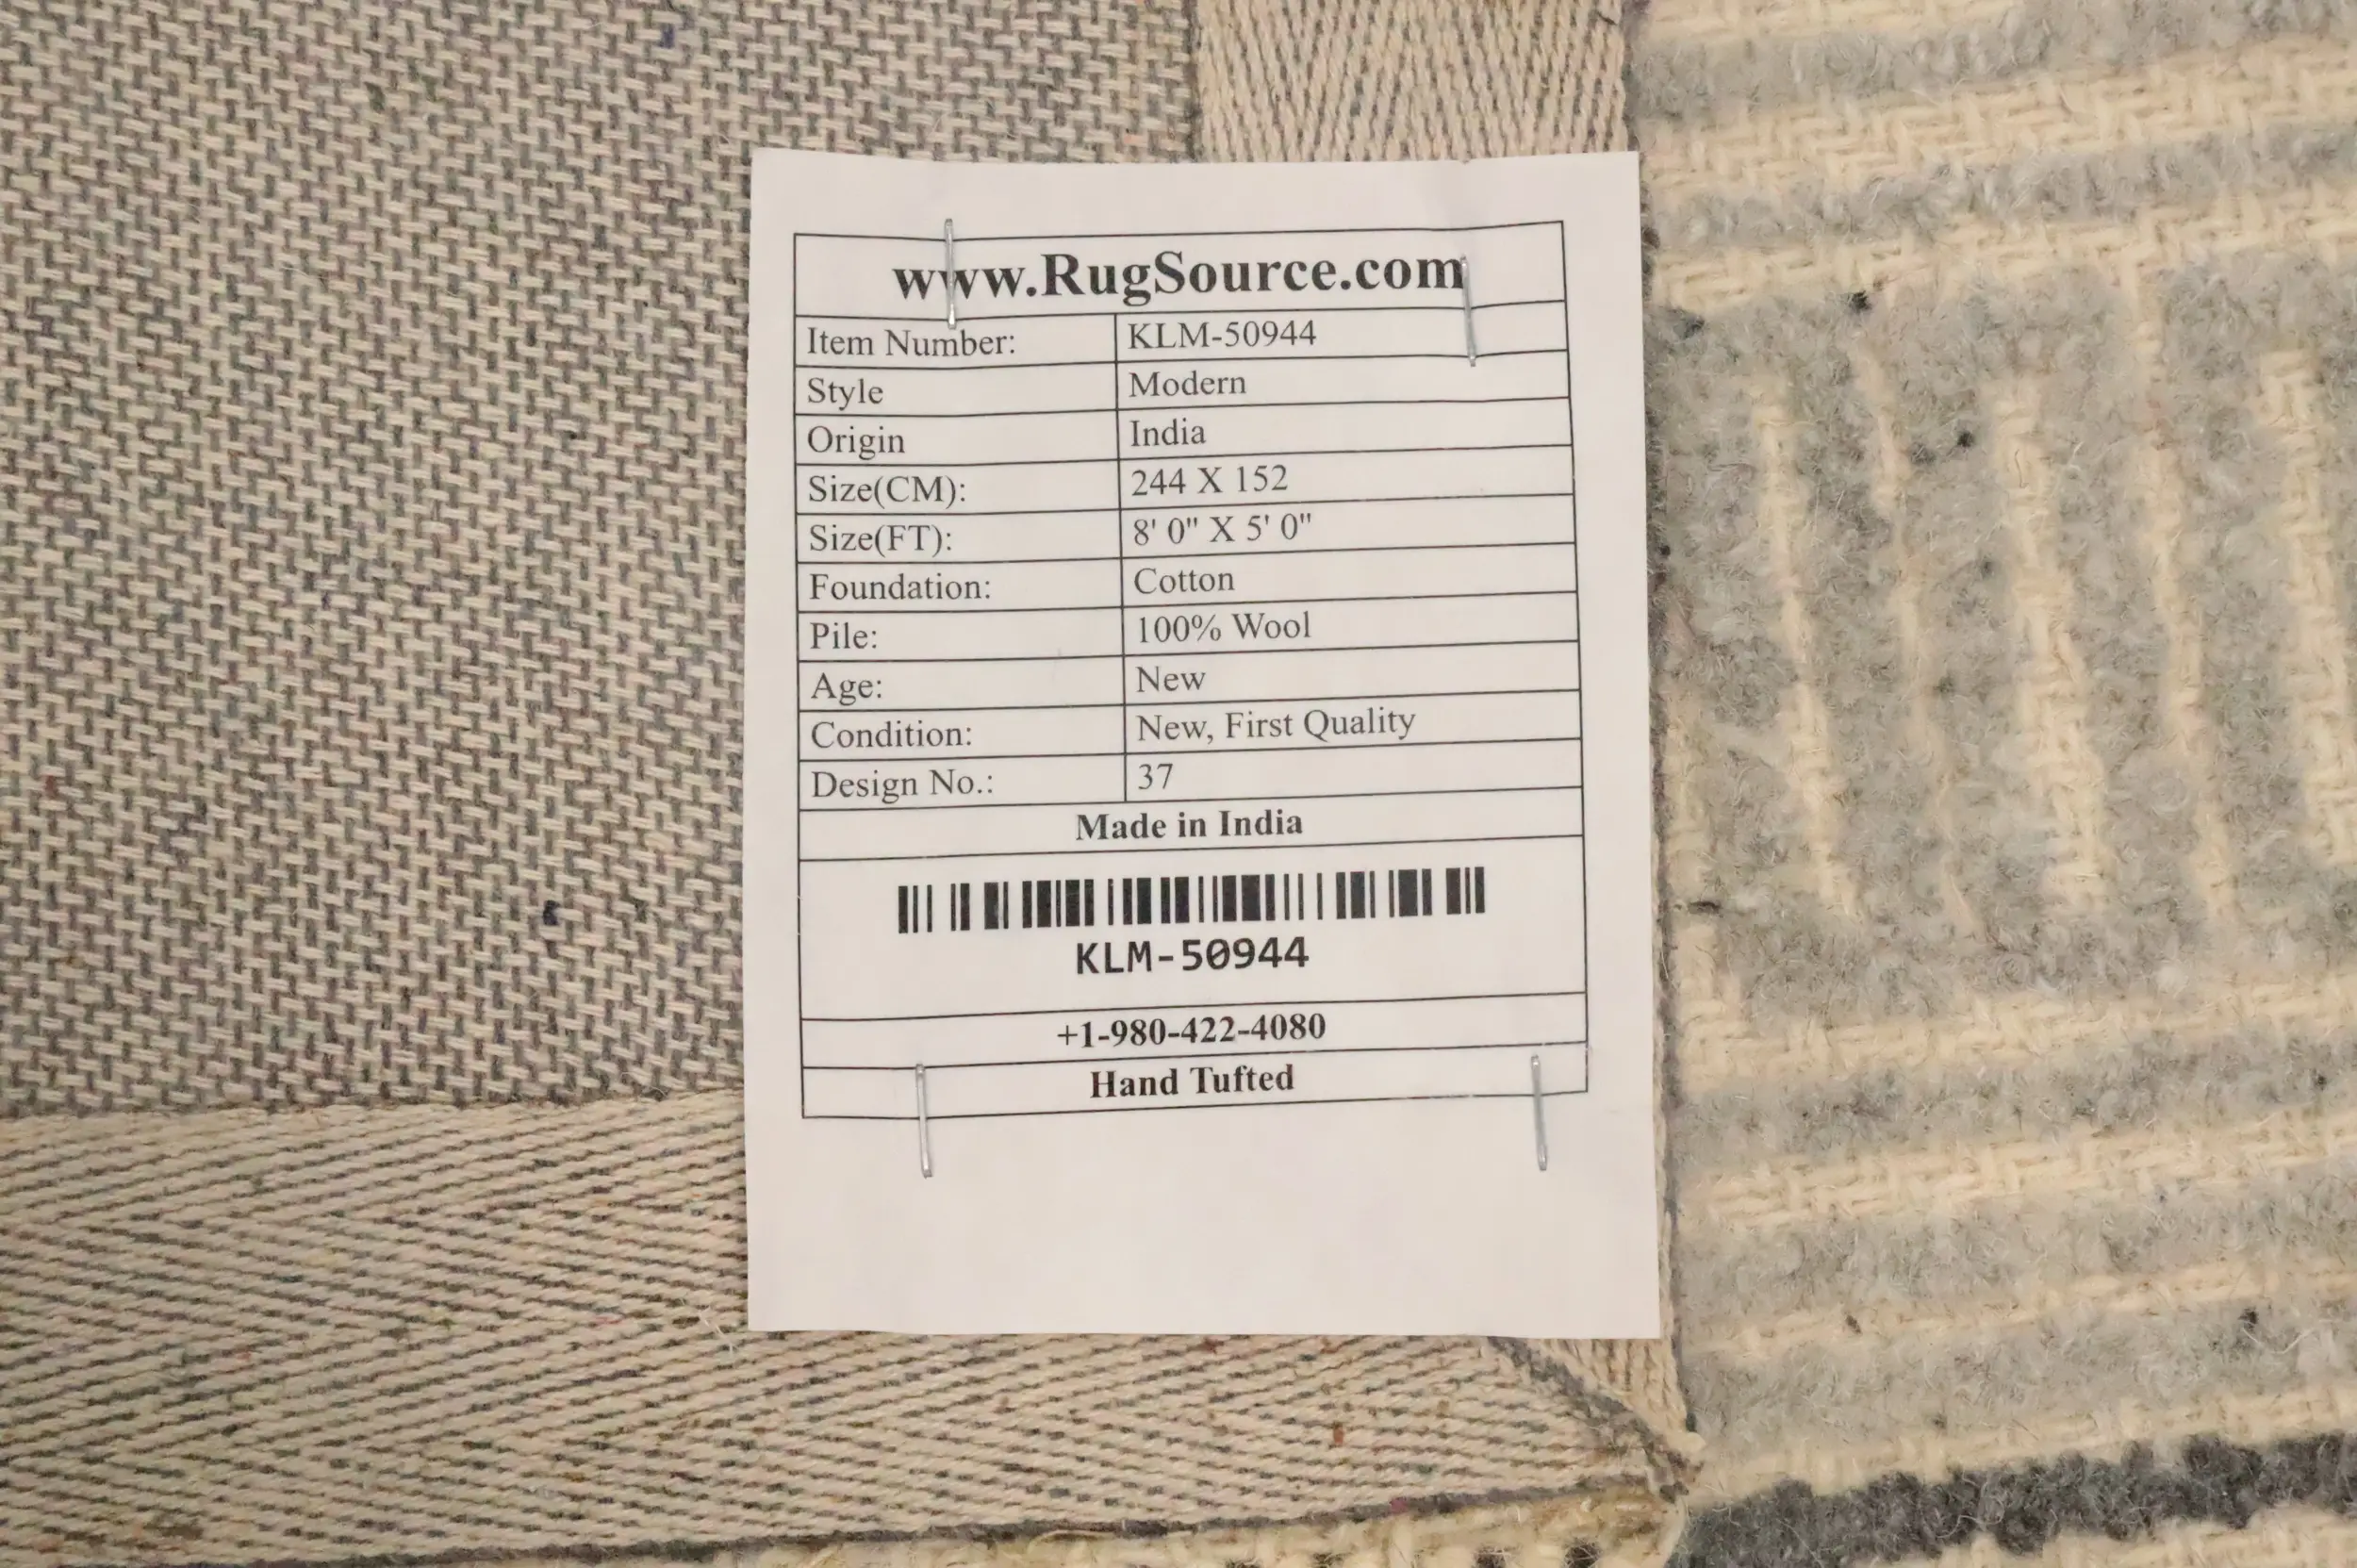 www.RugSource.com
Item Number: KLM-50944
Style Modern
Origin India
Size(CM): 244 X 152
Size(FT): 8' 0" X 5' 0"
Foundation: Cotton
Pile: 100% Wool
Age: New
Condition: New, First Quality
Design No.: 37
Made in India
KLM-50944
+1-980-422-4080
Hand Tufted